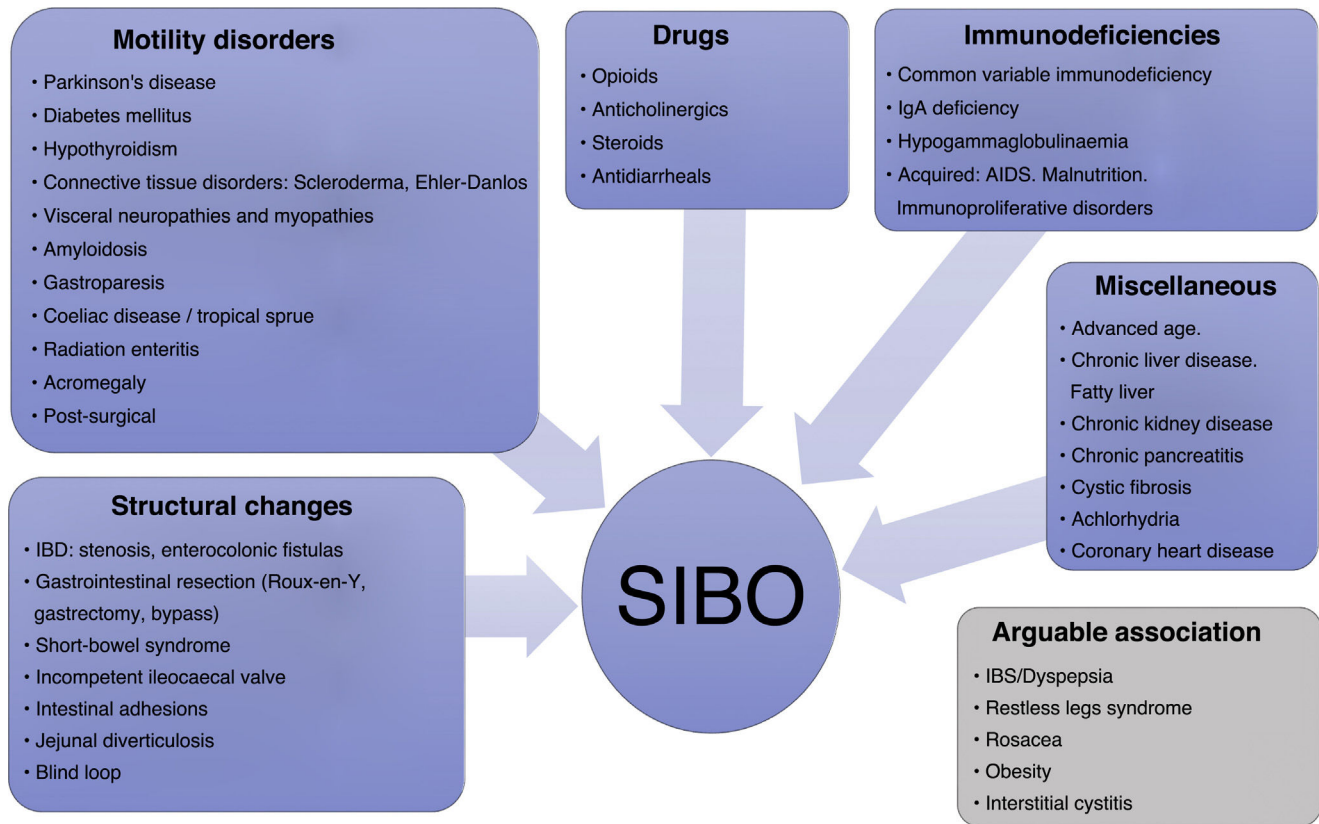 Motility disorders
• Parkinson's disease
• Diabetes mellitus
• Hypothyroidism
• Connective tissue disorders: Scleroderma, Ehler-Danlos
• Visceral neuropathies and myopathies
• Amyloidosis
• Gastroparesis
• Coeliac disease / tropical sprue
• Radiation enteritis
• Acromegaly
• Post-surgical
Drugs
• Opioids
• Anticholinergics
• Steroids
• Antidiarrheals
Immunodeficiencies
• Common variable immunodeficiency
• IgA deficiency
• Hypogammaglobulinaemia
• Acquired: AIDS. Malnutrition.
Immunoproliferative disorders
Miscellaneous
• Advanced age.
• Chronic liver disease.
Fatty liver
• Chronic kidney disease
• Chronic pancreatitis
• Cystic fibrosis
• Achlorhydria
• Coronary heart disease
Structural changes
• IBD: stenosis, enterocolonic fistulas
• Gastrointestinal resection (Roux-en-Y,
gastrectomy, bypass)
• Short-bowel syndrome
• Incompetent ileocaecal valve
• Intestinal adhesions
• Jejunal diverticulosis
• Blind loop
SIBO
Arguable association
• IBS/Dyspepsia
• Restless legs syndrome
• Rosacea
• Obesity
• Interstitial cystitis